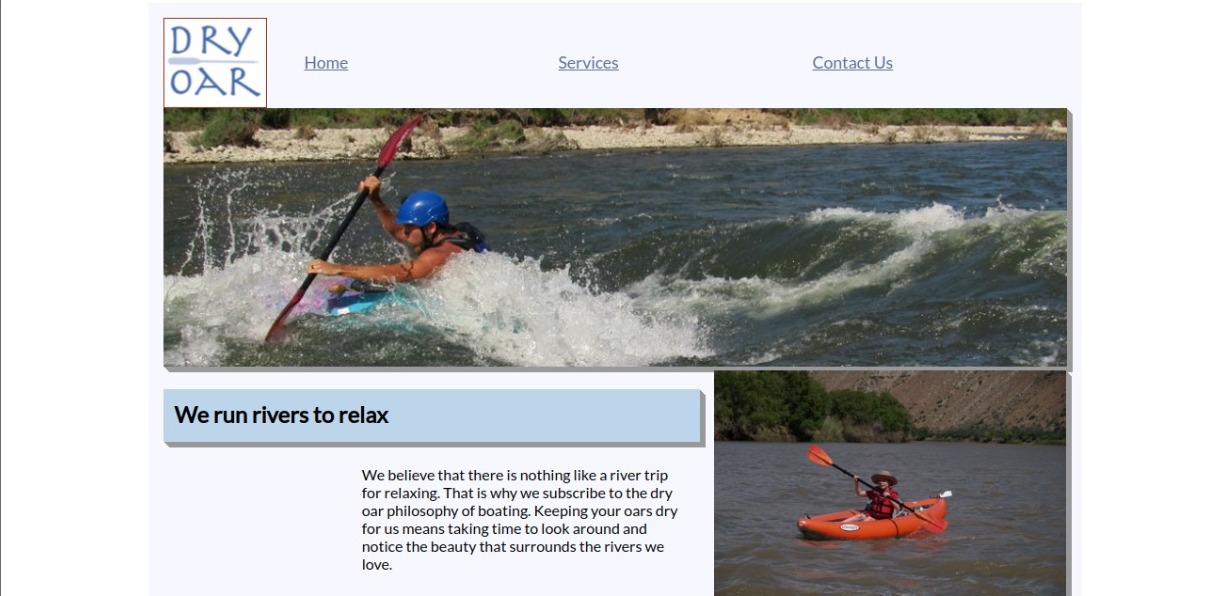 DRY
OAR
Home
Services
Contact Us
We run rivers to relax
We believe that there is nothing like a river trip
for relaxing. That is why we subscribe to the dry
oar philosophy of boating. Keeping your oars dry
for us means taking time to look around and
notice the beauty that surrounds the rivers we
love.